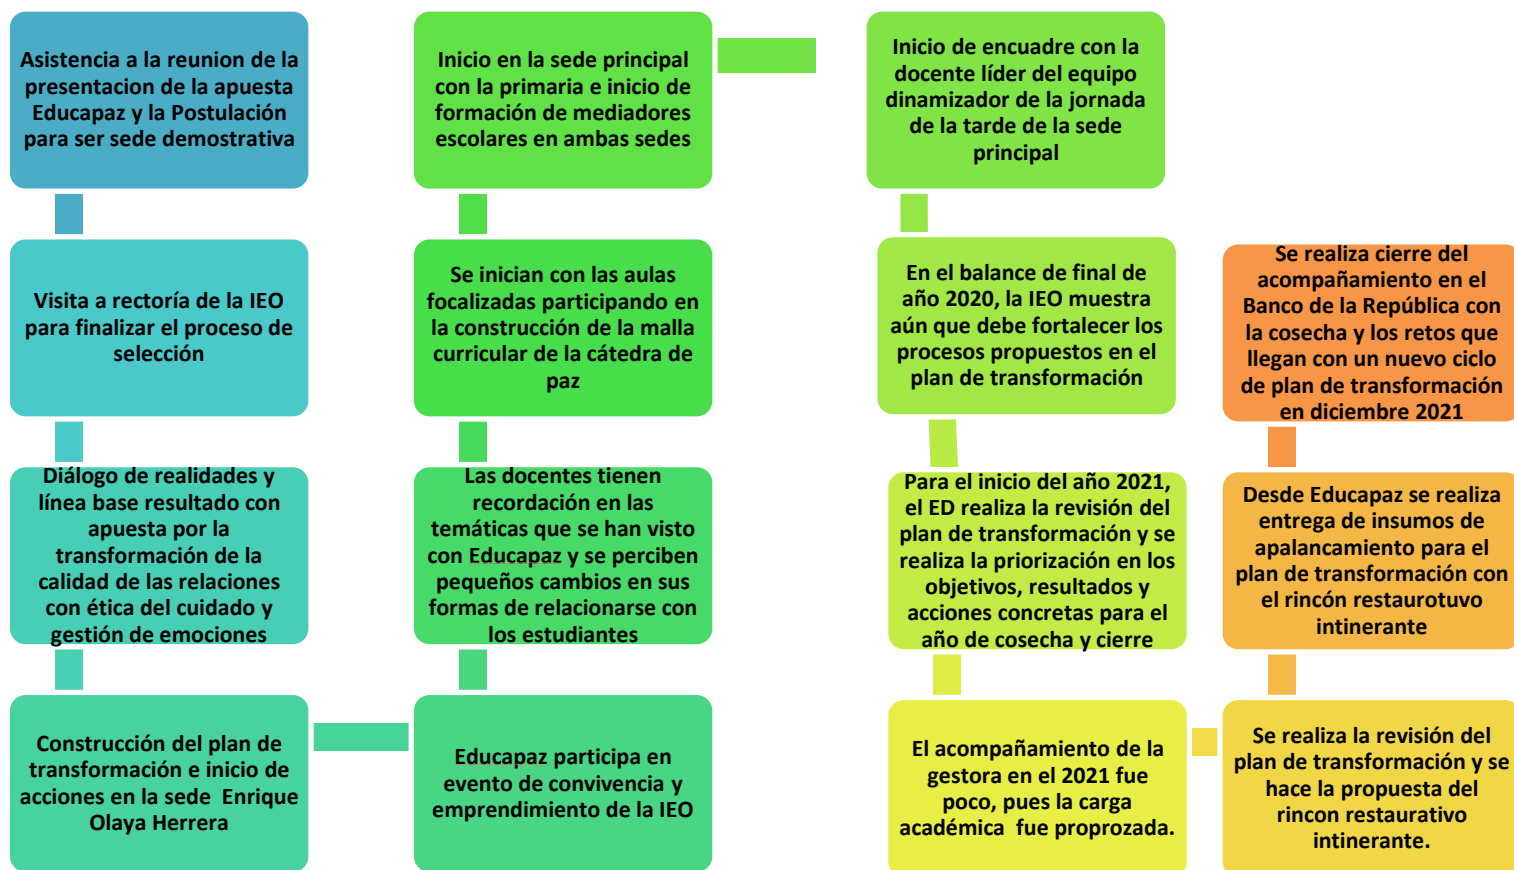 Asistencia a la reunion de la
presentacion de la apuesta
Educapaz y la Postulación
para ser sede demostrativa
Visita a rectoría de la IEO
para finalizar el proceso de
selección
Diálogo de realidades y
línea base resultado con
apuesta por la
transformación de la
calidad de las relaciones
con ética del cuidado y
gestión de emociones
Construcción del plan de
transformación e inicio de
acciones en la sede Enrique
Olaya Herrera
Educapaz participa en
evento de convivencia y
emprendimiento de la IEO
Las docentes tienen
recordación en las
temáticas que se han visto
con Educapaz y se perciben
pequeños cambios en sus
formas de relacionarse con
los estudiantes
Se inician con las aulas
focalizadas participando en
la construcción de la malla
curricular de la cátedra de
paz
Inicio en la sede principal
con la primaria e inicio de
formación de mediadores
escolares en ambas sedes
Inicio de encuadre con la
docente líder del equipo
dinamizador de la jornada
de la tarde de la sede
principal
En el balance de final de
año 2020, la IEO muestra
aún que debe fortalecer los
procesos propuestos en el
plan de transformación
Para el inicio del año 2021,
el ED realiza la revisión del
plan de transformación y se
realiza la priorización en los
objetivos, resultados y
acciones concretas para el
año de cosecha y cierre
El acompañamiento de la
gestora en el 2021 fue
poco, pues la carga
académica fue proprozada.
Se realiza la revisión del
plan de transformación y se
hace la propuesta del
rincon restaurativo
intinerante.
Desde Educapaz se realiza
entrega de insumos de
apalancamiento para el
plan de transformación con
el rincón restaurotuvo
intinerante
Se realiza cierre del
acompañamiento en el
Banco de la República con
la cosecha y los retos que
llegan con un nuevo ciclo
de plan de transformación
en diciembre 2021